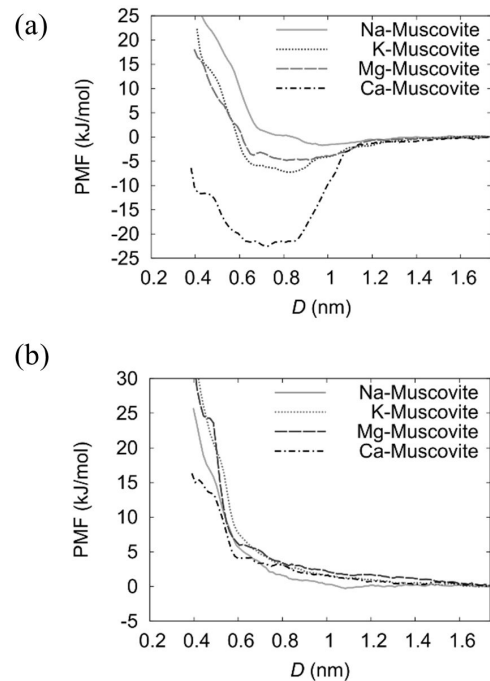 (a)
Na-Muscovite
K-Muscovite
Mg-Muscovite
Ca-Muscovite
PMF (kJ/mol)
25
20
15
10
5
0
-5
-10
-15
-20
-25
0.2 0.4 0.6 0.8 1 1.2 1.4 1.6
D (nm)
(b)
Na-Muscovite
K-Muscovite
Mg-Muscovite
Ca-Muscovite
PMF (kJ/mol)
30
25
20
15
10
5
0
-5
0.2 0.4 0.6 0.8 1 1.2 1.4 1.6
D (nm)